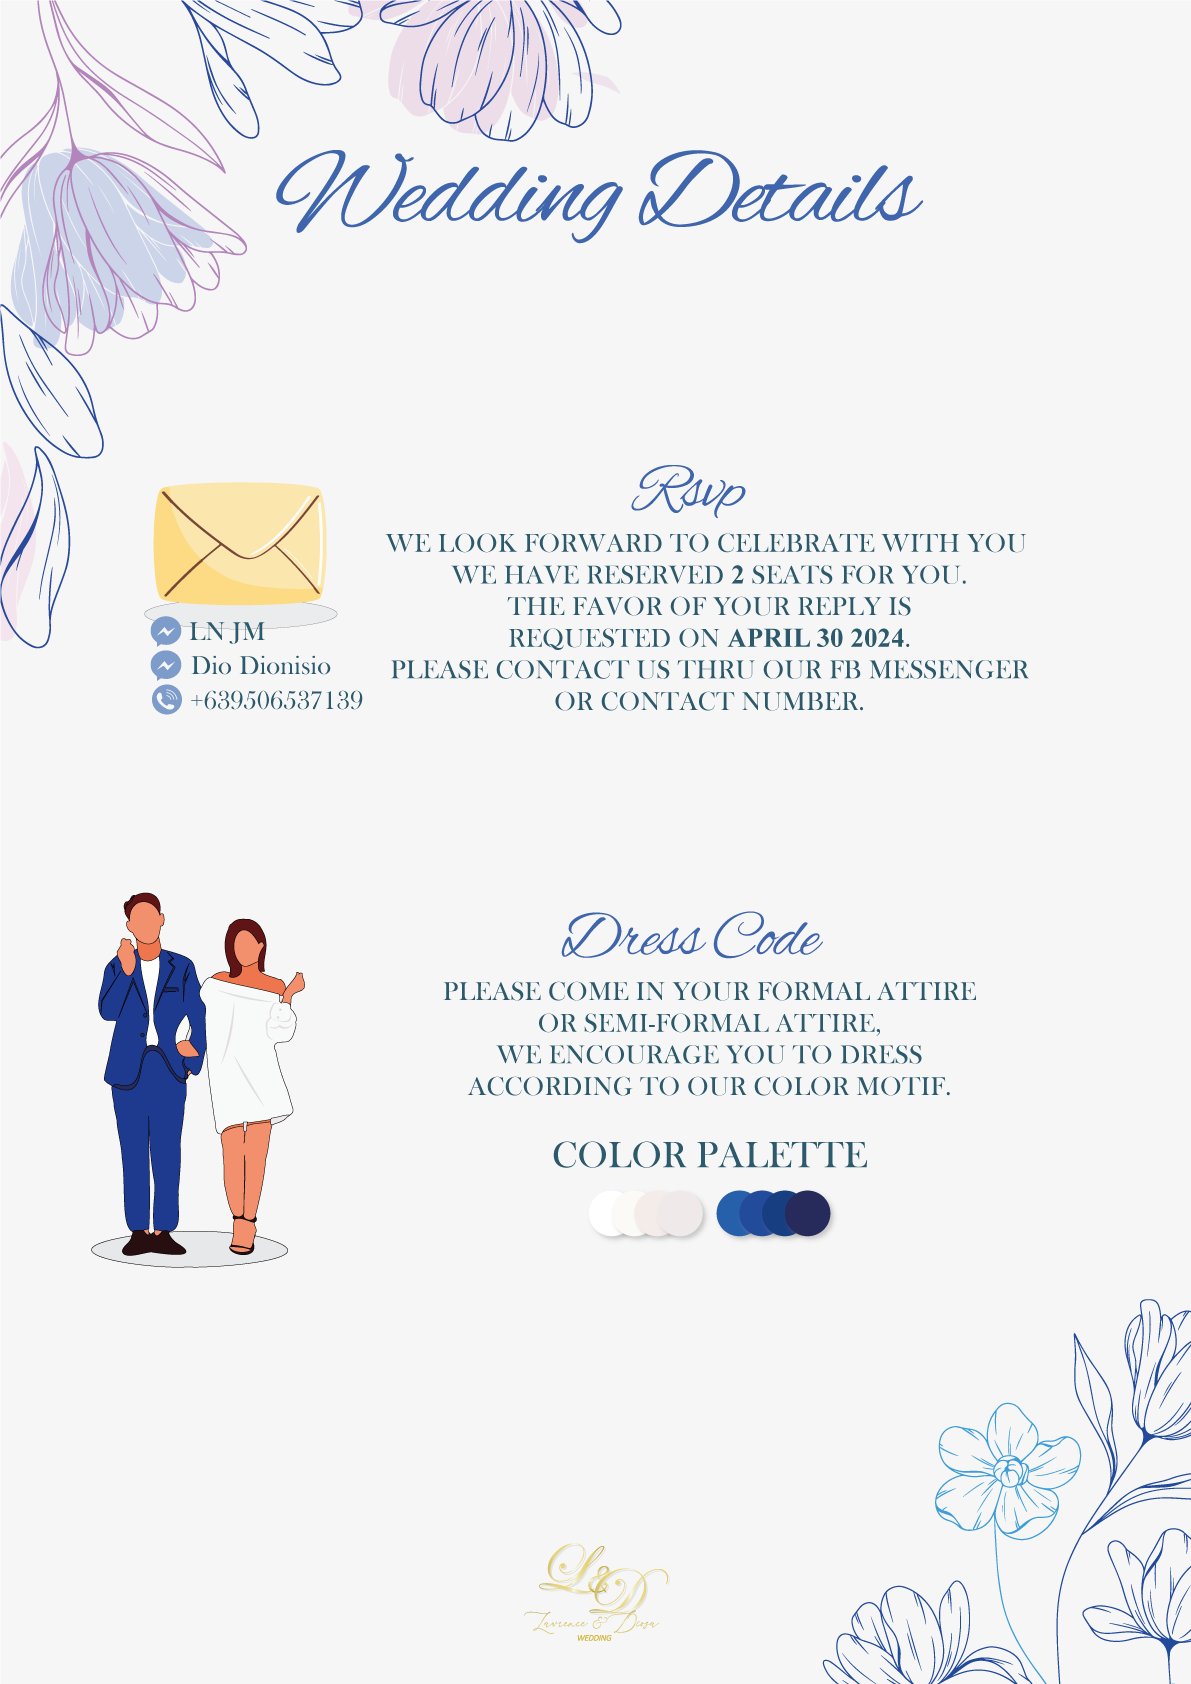 Wedding Details
Rsvp
WE LOOK FORWARD TO CELEBRATE WITH YOU
WE HAVE RESERVED 2 SEATS FOR YOU.
THE FAVOR OF YOUR REPLY IS
REQUESTED ON APRIL 30 2024.
PLEASE CONTACT US THRU OUR FB MESSENGER
OR CONTACT NUMBER.
LN JM
Dio Dionisio
+639506537139
Dress Code
PLEASE COME IN YOUR FORMAL ATTIRE
OR SEMI-FORMAL ATTIRE,
WE ENCOURAGE YOU TO DRESS
ACCORDING TO OUR COLOR MOTIF.
COLOR PALETTE
L&D
Lawrence & Diosa
WEDDING